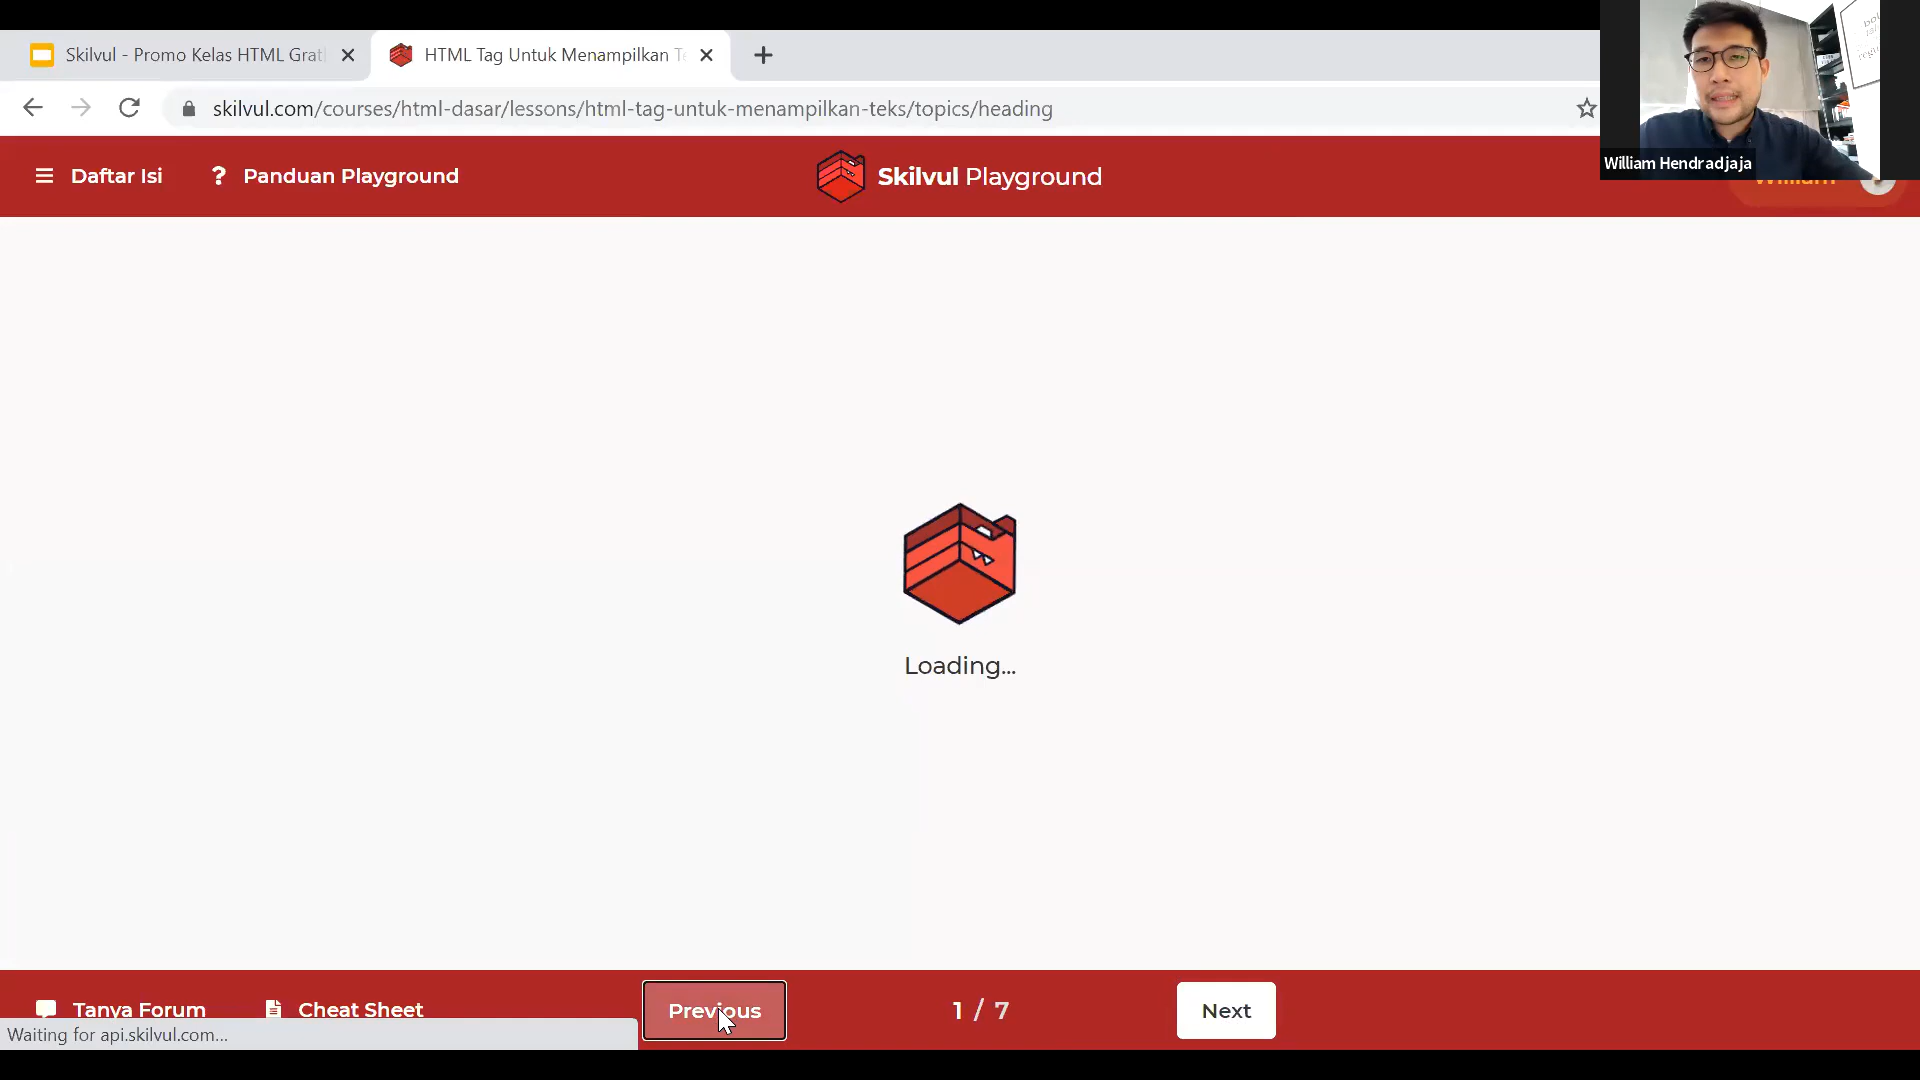 Skilvul - Promo Kelas HTML Grat
HTML Tag Untuk Menampilkan Te
skilvul.com/courses/html-dasar/lessons/html-tag-untuk-menampilkan-teks/topics/heading
William Hendradjaja
Daftar Isi
? Panduan Playground
Skilvul Playground
William
Loading...
Tanya Forum
Cheat Sheet
Previous
1 / 7
Next
Waiting for api.skilvul.com...